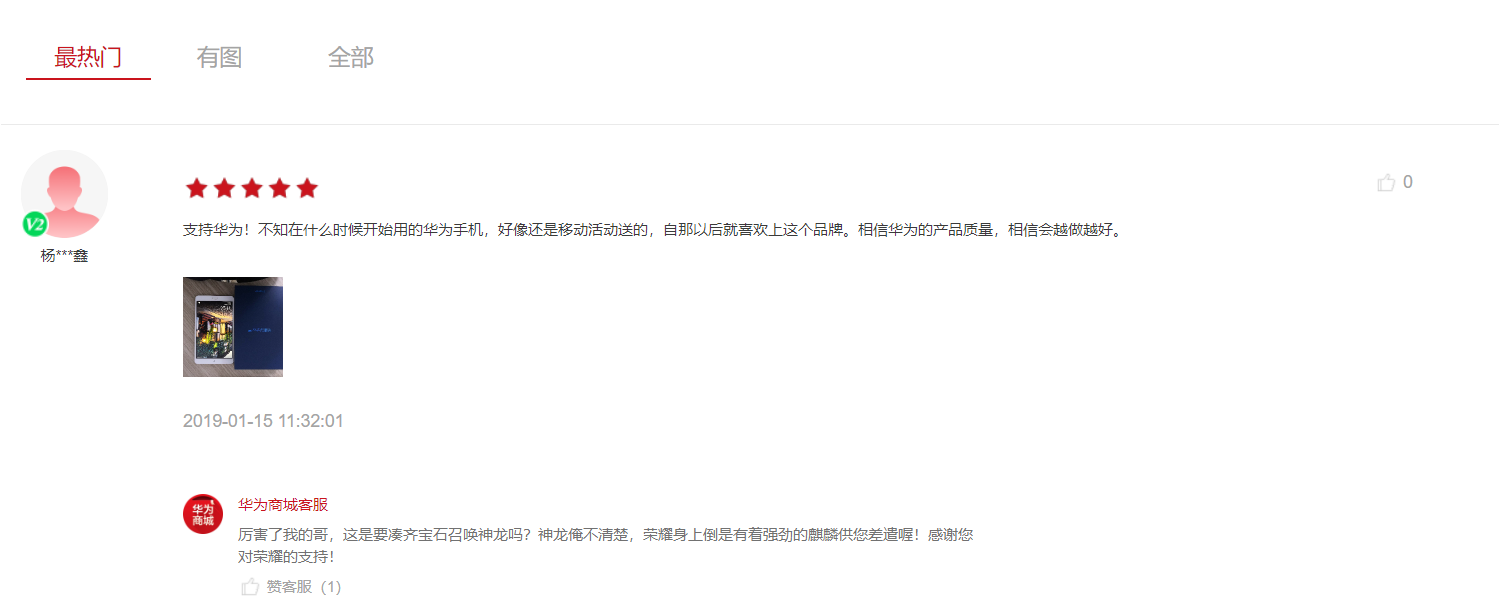 最热门 有图 全部
0
支持华为！不知在什么时候开始用的华为手机，好像还是移动活动送的，自那以后就喜欢上这个品牌。相信华为的产品质量，相信会越做越好。
V2
杨***鑫
2019-01-15 11:32:01
华为商城
华为商城客服
厉害了我的哥，这是要凑齐宝石召唤神龙吗？神龙俺不清楚，荣耀身上倒是有着强劲的麒麟供您差遣喔！感谢您
对荣耀的支持！
赞客服（1）